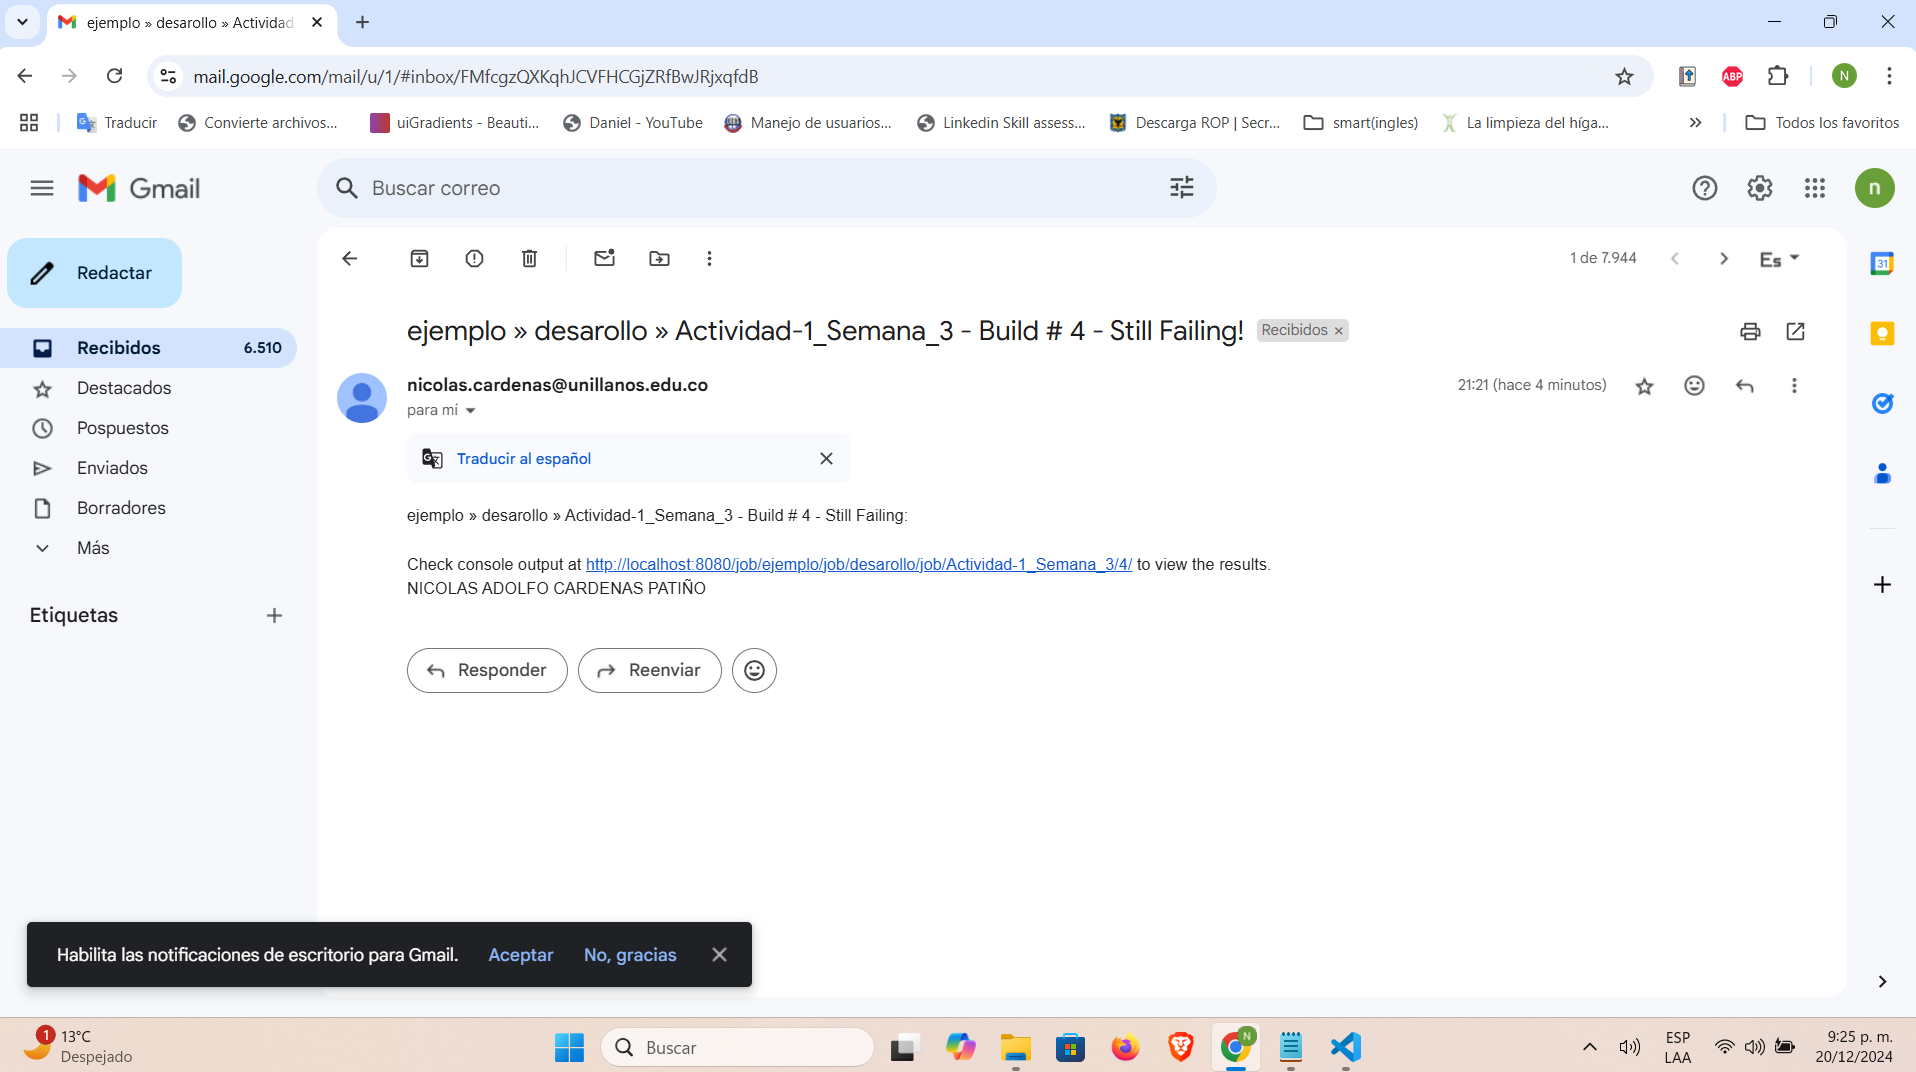 ejemplo » desarollo » Actividad
mail.google.com/mail/u/1/#inbox/FMfcgzQXKqhJCVFHCGjZRfBwJRjxqfdB
ABP
N
Traducir
Convierte archivos...
uiGradients - Beauti...
Daniel - YouTube
Manejo de usuarios...
Linkedin Skill assess...
Descarga ROP | Secr...
smart(ingles)
La limpieza del híga...
Todos los favoritos
Gmail
Buscar correo
n
Redactar
1 de 7.944
Es
31
ejemplo » desarollo » Actividad-1_Semana_3 - Build # 4 - Still Failing!
Recibidos ×
Recibidos 6.510
Destacados
Pospuestos
Enviados
Borradores
Más
Etiquetas
nicolas.cardenas@unillanos.edu.co
21:21 (hace 4 minutos)
para mí
Traducir al español
ejemplo » desarollo » Actividad-1_Semana_3 - Build # 4 - Still Failing:
Check console output at http://localhost:8080/job/ejemplo/job/desarollo/job/Actividad-1_Semana_3/4/ to view the results.
NICOLAS ADOLFO CARDENAS PATIÑO
Responder
Reenviar
Habilita las notificaciones de escritorio para Gmail.
Aceptar
No, gracias
1
13°C
Despejado
Buscar
N
ESP
LAA
9:25 p. m.
20/12/2024